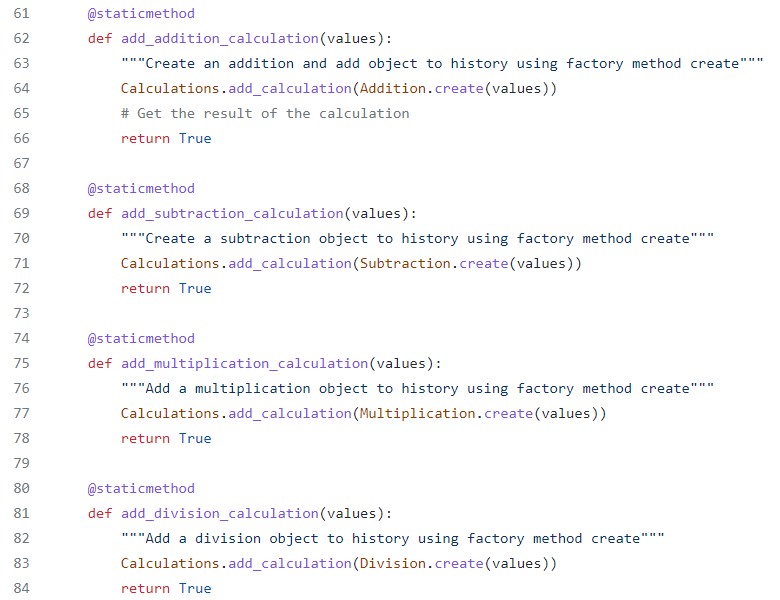 61 @staticmethod
62 def add_addition_calculation(values):
63 """Create an addition and add object to history using factory method create"""
64 Calculations.add_calculation(Addition.create(values))
65 # Get the result of the calculation
66 return True
67
68 @staticmethod
69 def add_subtraction_calculation(values):
70 """Create a subtraction object to history using factory method create"""
71 Calculations.add_calculation(Subtraction.create(values))
72 return True
73
74 @staticmethod
75 def add_multiplication_calculation(values):
76 """Add a multiplication object to history using factory method create"""
77 Calculations.add_calculation(Multiplication.create(values))
78 return True
79
80 @staticmethod
81 def add_division_calculation(values):
82 """Add a division object to history using factory method create"""
83 Calculations.add_calculation(Division.create(values))
84 return True